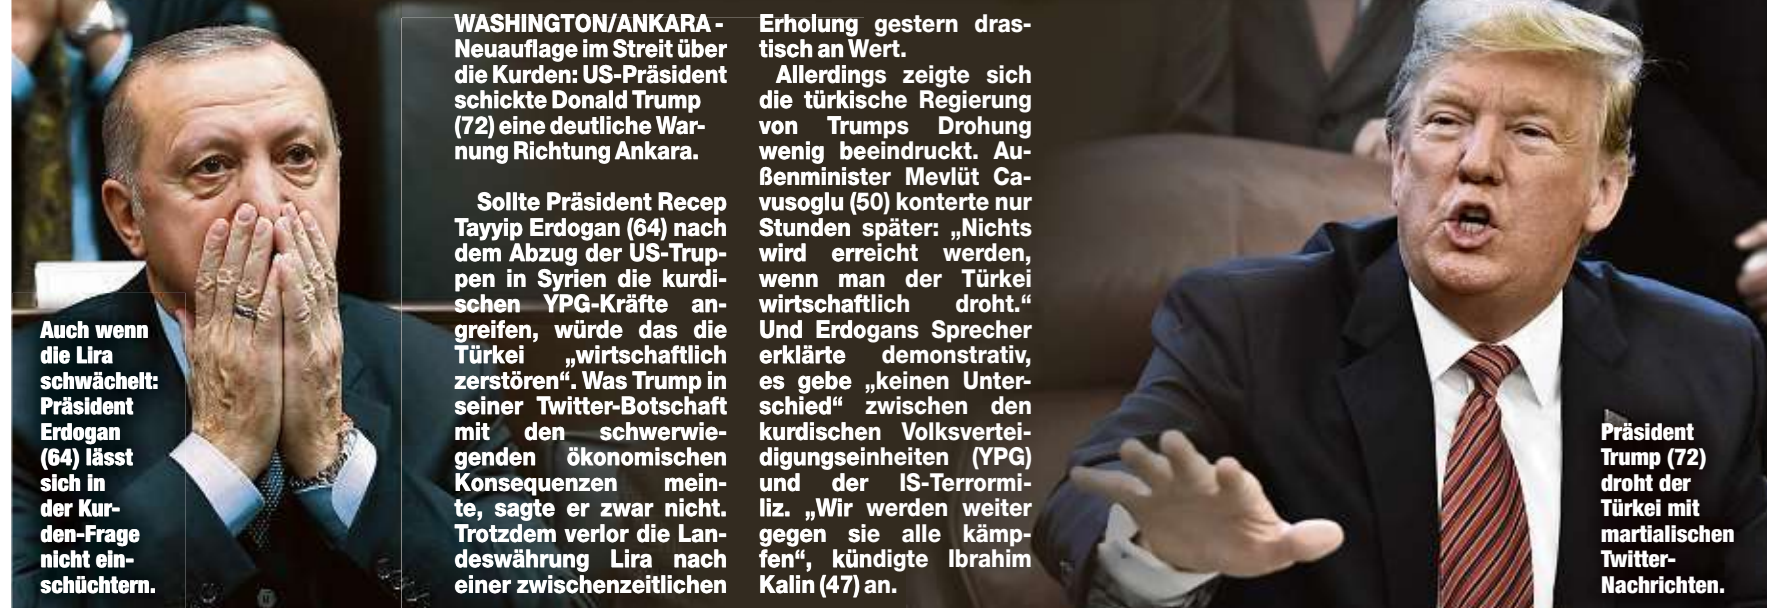 Auch wenn
die Lira
schwächelt:
Präsident
Erdogan
(64) lässt
sich in
der Kur-
den-Frage
nicht ein-
schüchtern.
WASHINGTON/ANKARA -
Neuauflage im Streit über
die Kurden: US-Präsident
schickte Donald Trump
(72) eine deutliche War-
nung Richtung Ankara.
Sollte Präsident Recep
Tayyip Erdogan (64) nach
dem Abzug der US-Trup-
pen in Syrien die kurdi-
schen YPG-Kräfte an-
greifen, würde das die
Türkei „wirtschaftlich
zerstören“. Was Trump in
seiner Twitter-Botschaft
mit den schwerwie-
genden ökonomischen
Konsequenzen mein-
te, sagte er zwar nicht.
Trotzdem verlor die Lan-
deswährung Lira nach
einer zwischenzeitlichen
Erholung gestern dras-
tisch an Wert.
Allerdings zeigte sich
die türkische Regierung
von Trumps Drohung
wenig beeindruckt. Au-
ßenminister Mevlüt Ca-
vusoglu (50) konterte nur
Stunden später: „Nichts
wird erreicht werden,
wenn man der Türkei
wirtschaftlich droht.“
Und Erdogans Sprecher
erklärte demonstrativ,
es gebe „keinen Unter-
schied“ zwischen den
kurdischen Volksvertei-
digungseinheiten (YPG)
und der IS-Terrormi-
liz. „Wir werden weiter
gegen sie alle kämp-
fen“, kündigte Ibrahim
Kalin (47) an.
Präsident
Trump (72)
droht der
Türkei mit
martialischen
Twitter-
Nachrichten.